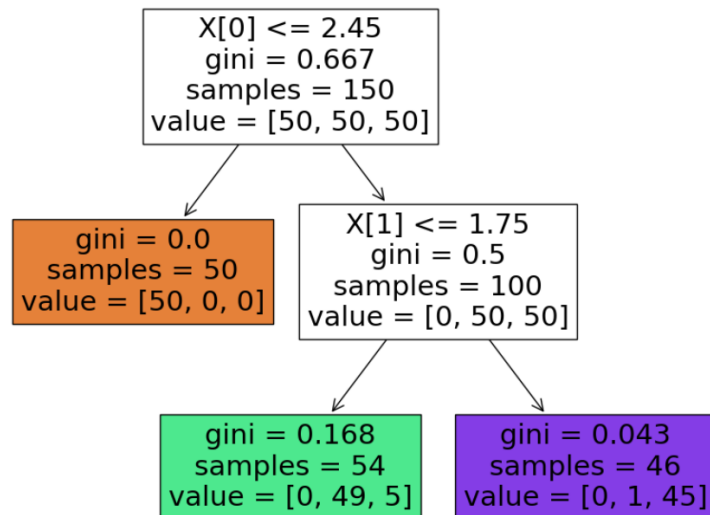 X[0] <= 2.45
gini = 0.667
samples = 150
value = [50, 50, 50]
gini = 0.0
samples = 50
value = [50, 0, 0]
X[1] <= 1.75
gini = 0.5
samples = 100
value = [0, 50, 50]
gini = 0.168
samples = 54
value = [0, 49, 5]
gini = 0.043
samples = 46
value = [0, 1, 45]